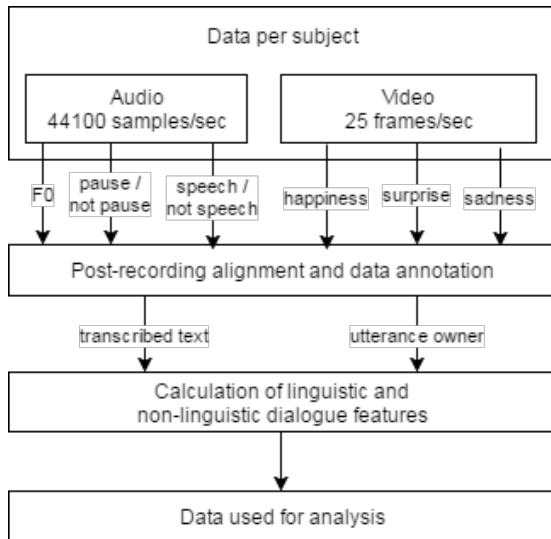 Data per subject
Audio
44100 samples/sec
Video
25 frames/sec
F0
pause /
not pause
speech /
not speech
happiness
surprise
sadness
Post-recording alignment and data annotation
transcribed text
utterance owner
Calculation of linguistic and
non-linguistic dialogue features
Data used for analysis